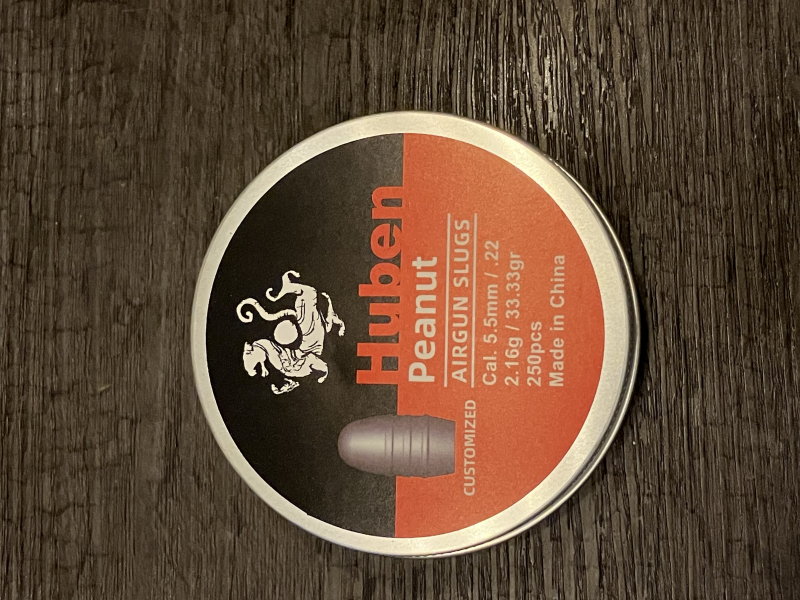 Huben
Peanut
AIRGUN SLUGS
Cal. 5.5mm / .22
2.16g / 33.33gr
250pcs
Made in China
CUSTOMIZED